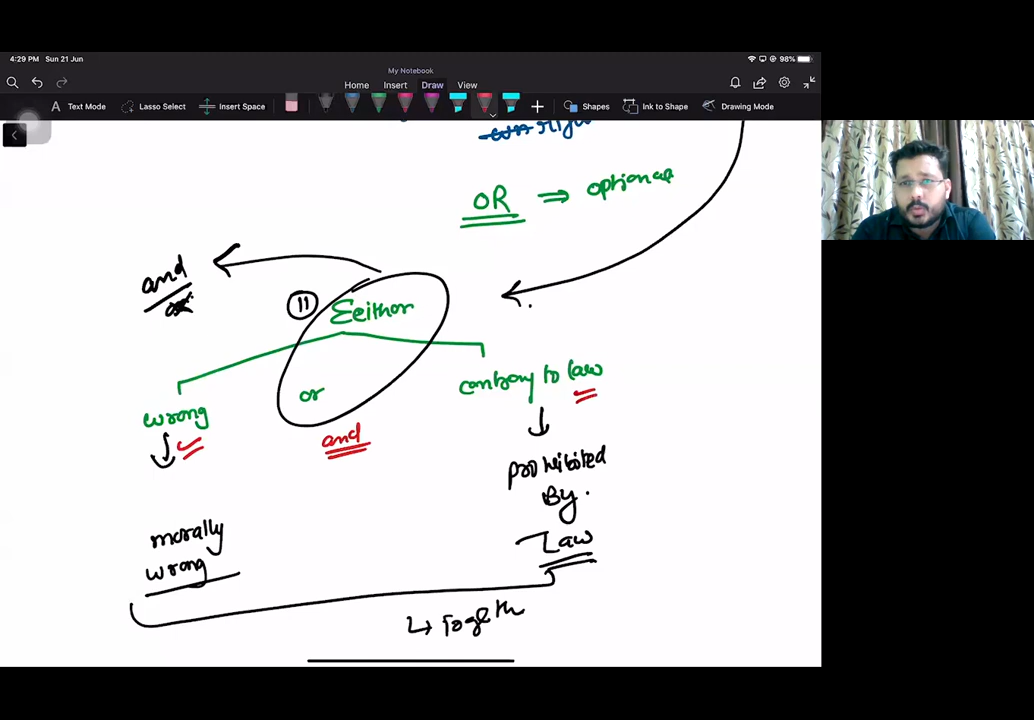 4:29 PM Sun 21 Jun
98%
My Notebook
Home Insert Draw View
Text Mode Lasso Select Insert Space Shapes Ink to Shape Drawing Mode
OR ⇒ optional
and
11 Eeither
or
wrong
contrary to law
and
prohibited
By.
Law
morally
wrong
↳ Togeth